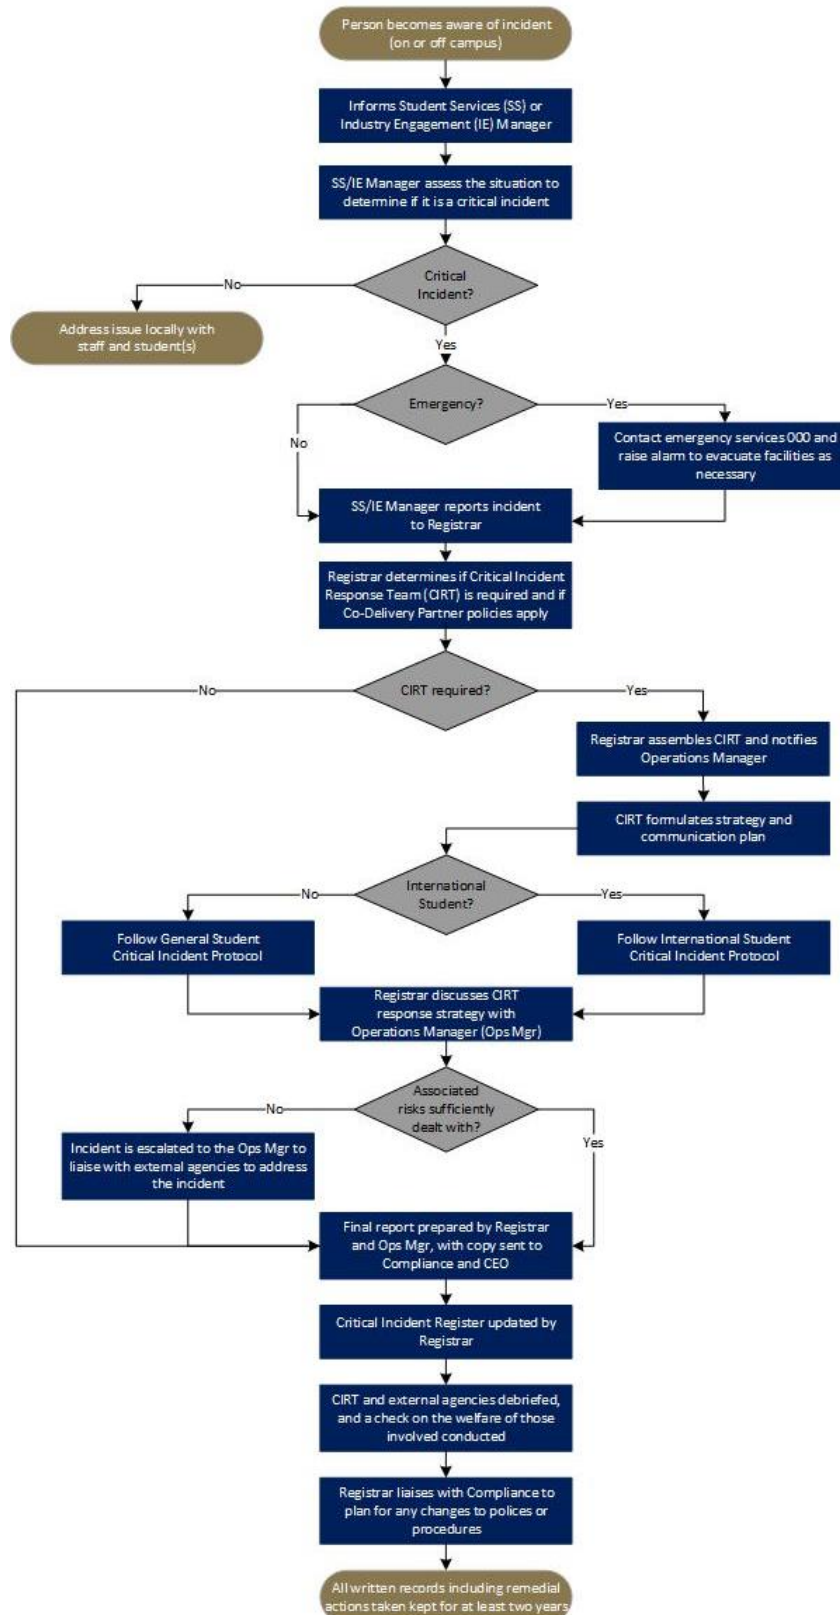 Person becomes aware of incident
(on or off campus)
Informs Student Services (SS) or
Industry Engagement (IE) Manager
SS/IE Manager assess the situation to
determine if it is a critical incident
Critical
Incident?
No
Address issue locally with
staff and student(s)
Yes
Emergency?
Yes
No
Contact emergency services 000 and
raise alarm to evacuate facilities as
necessary
SS/IE Manager reports incident
to Registrar
Registrar determines if Critical Incident
Response Team (CIRT) is required and if
Co-Delivery Partner policies apply
No
CIRT required?
Yes
Registrar assembles CIRT and notifies
Operations Manager
CIRT formulates strategy and
communication plan
International
Student?
No
Yes
Follow General Student
Critical Incident Protocol
Follow International Student
Critical Incident Protocol
Registrar discusses CIRT
response strategy with
Operations Manager (Ops Mgr)
Associated
risks sufficiently
dealt with?
No
Yes
Incident is escalated to the Ops Mgr to
liaise with external agencies to address
the incident
Final report prepared by Registrar
and Ops Mgr, with copy sent to
Compliance and CEO
Critical Incident Register updated by
Registrar
CIRT and external agencies debriefed,
and a check on the welfare of those
involved conducted
Registrar liaises with Compliance to
plan for any changes to polices or
procedures
All written records including remedial
actions taken kept for at least two years